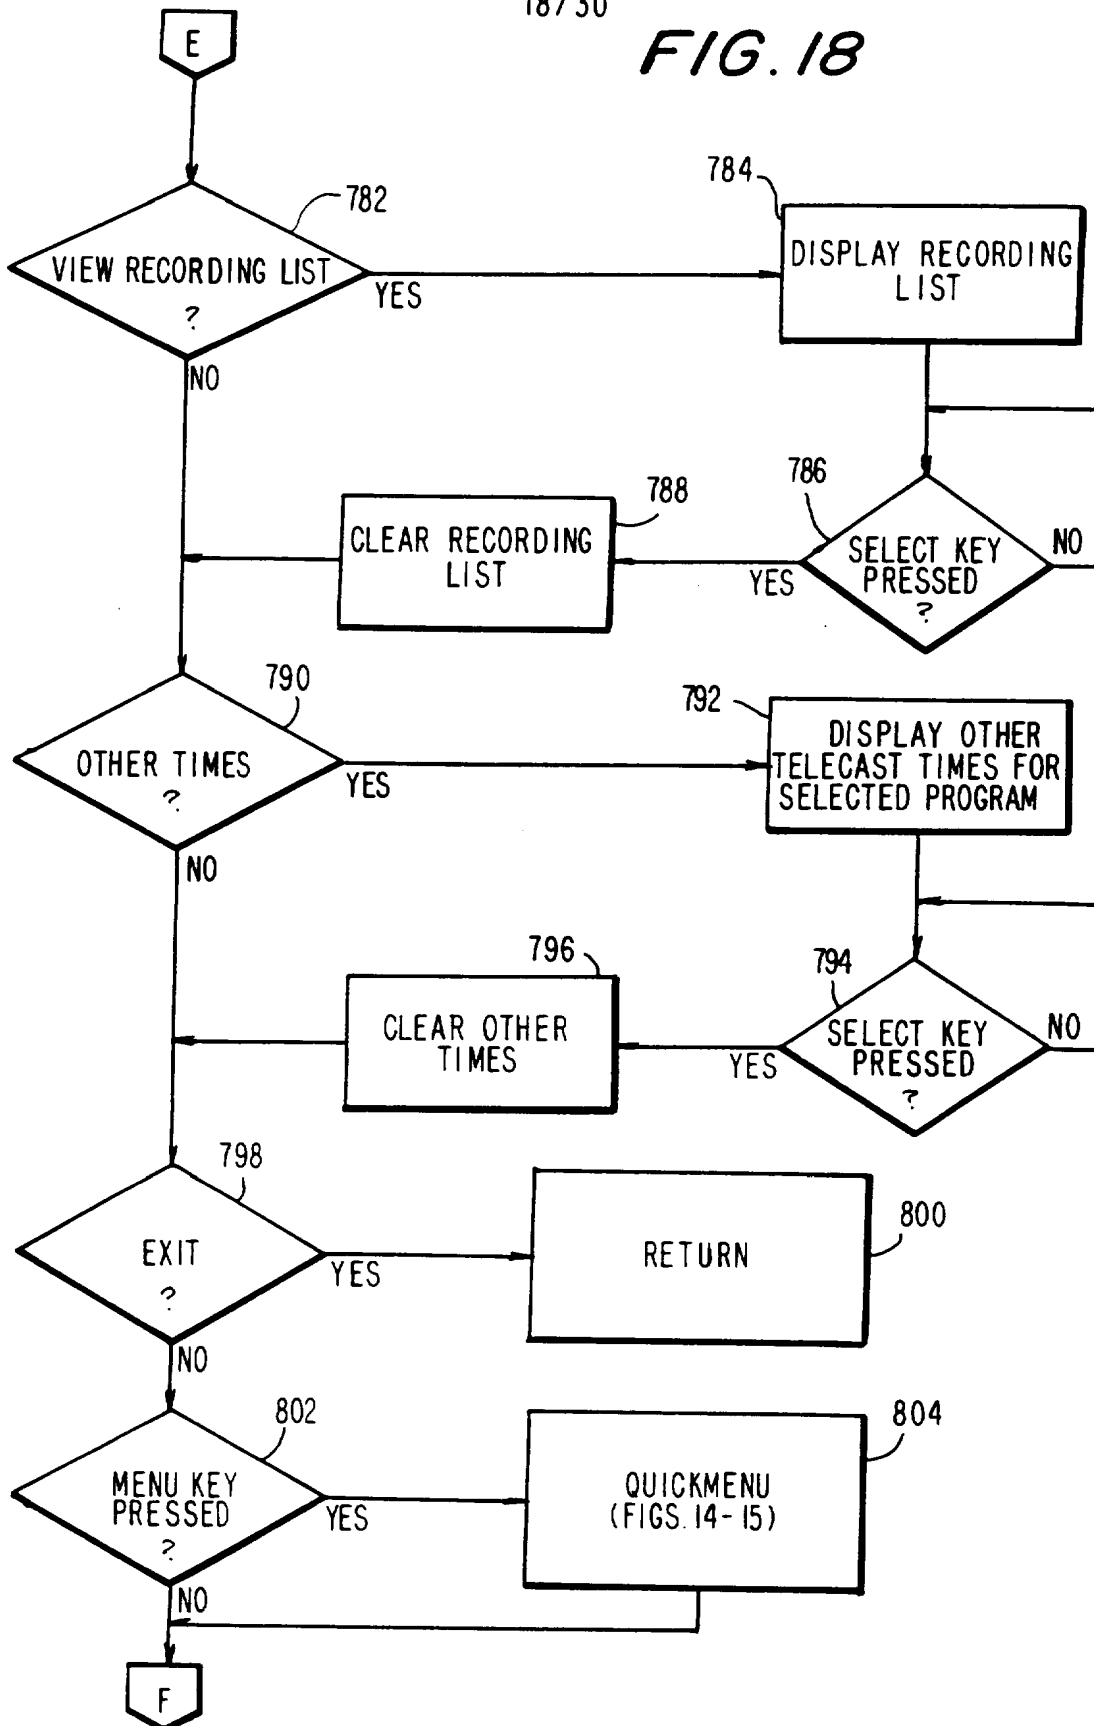 18/30
FIG. 18
E
782
VIEW RECORDING LIST
?
YES
NO
784
DISPLAY RECORDING
LIST
786
SELECT KEY
PRESSED
?
NO
YES
788
CLEAR RECORDING
LIST
790
OTHER TIMES
?
YES
NO
792
DISPLAY OTHER
TELECAST TIMES FOR
SELECTED PROGRAM
794
SELECT KEY
PRESSED
?
NO
YES
796
CLEAR OTHER
TIMES
798
EXIT
?
YES
NO
800
RETURN
802
MENU KEY
PRESSED
?
YES
NO
804
QUICKMENU
(FIGS. 14-15)
F